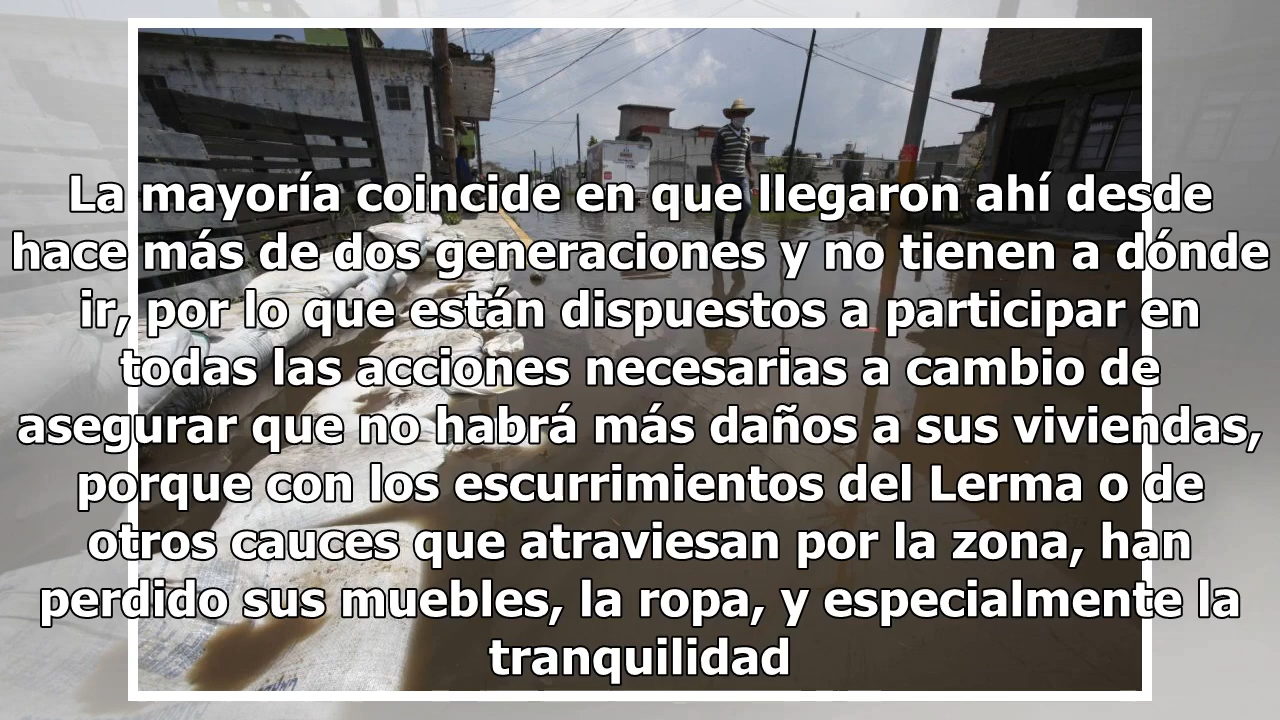 La mayoría coincide en que llegaron ahí desde
hace más de dos generaciones y no tienen a dónde
ir, por lo que están dispuestos a participar en
todas las acciones necesarias a cambio de
asegurar que no habrá más daños a sus viviendas,
porque con los escurrimientos del Lerma o de
otros cauces que atraviesan por la zona, han
perdido sus muebles, la ropa, y especialmente la
tranquilidad